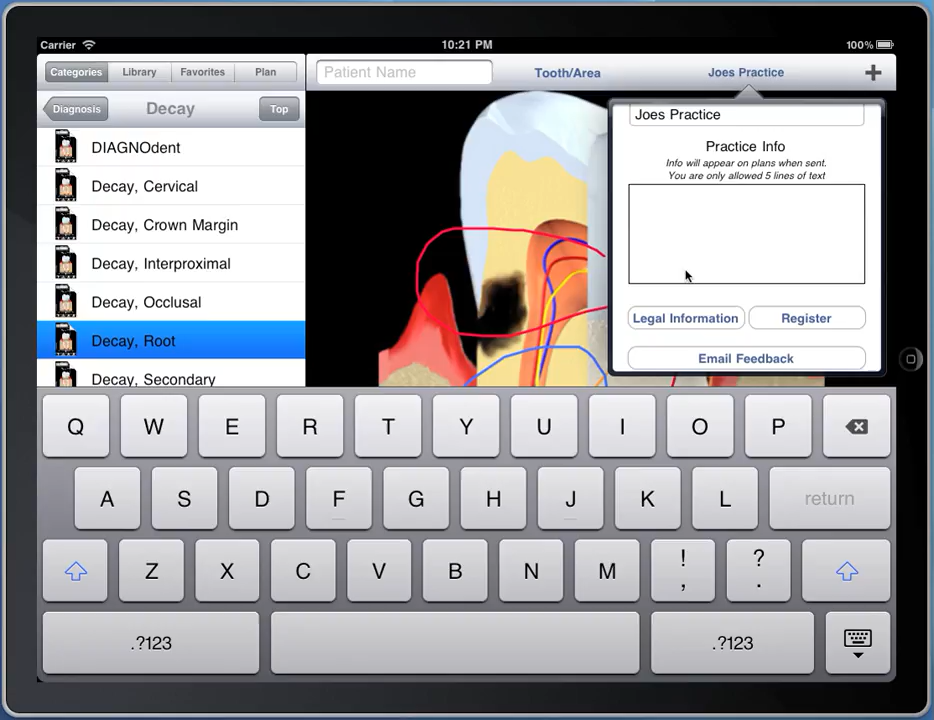 Carrier
10:21 PM
100%
Categories
Library
Favorites
Plan
Patient Name
Tooth/Area
Joes Practice
+
Diagnosis
Decay
Top
DIAGNOdent
Decay, Cervical
Decay, Crown Margin
Decay, Interproximal
Decay, Occlusal
Decay, Root
Decay, Secondary
Joes Practice
Practice Info
Info will appear on plans when sent.
You are only allowed 5 lines of text
Legal Information
Register
Email Feedback
Q W E R T Y U I O P
A S D F G H J K L return
Z X C V B N M ! , ? .
.?123 .?123